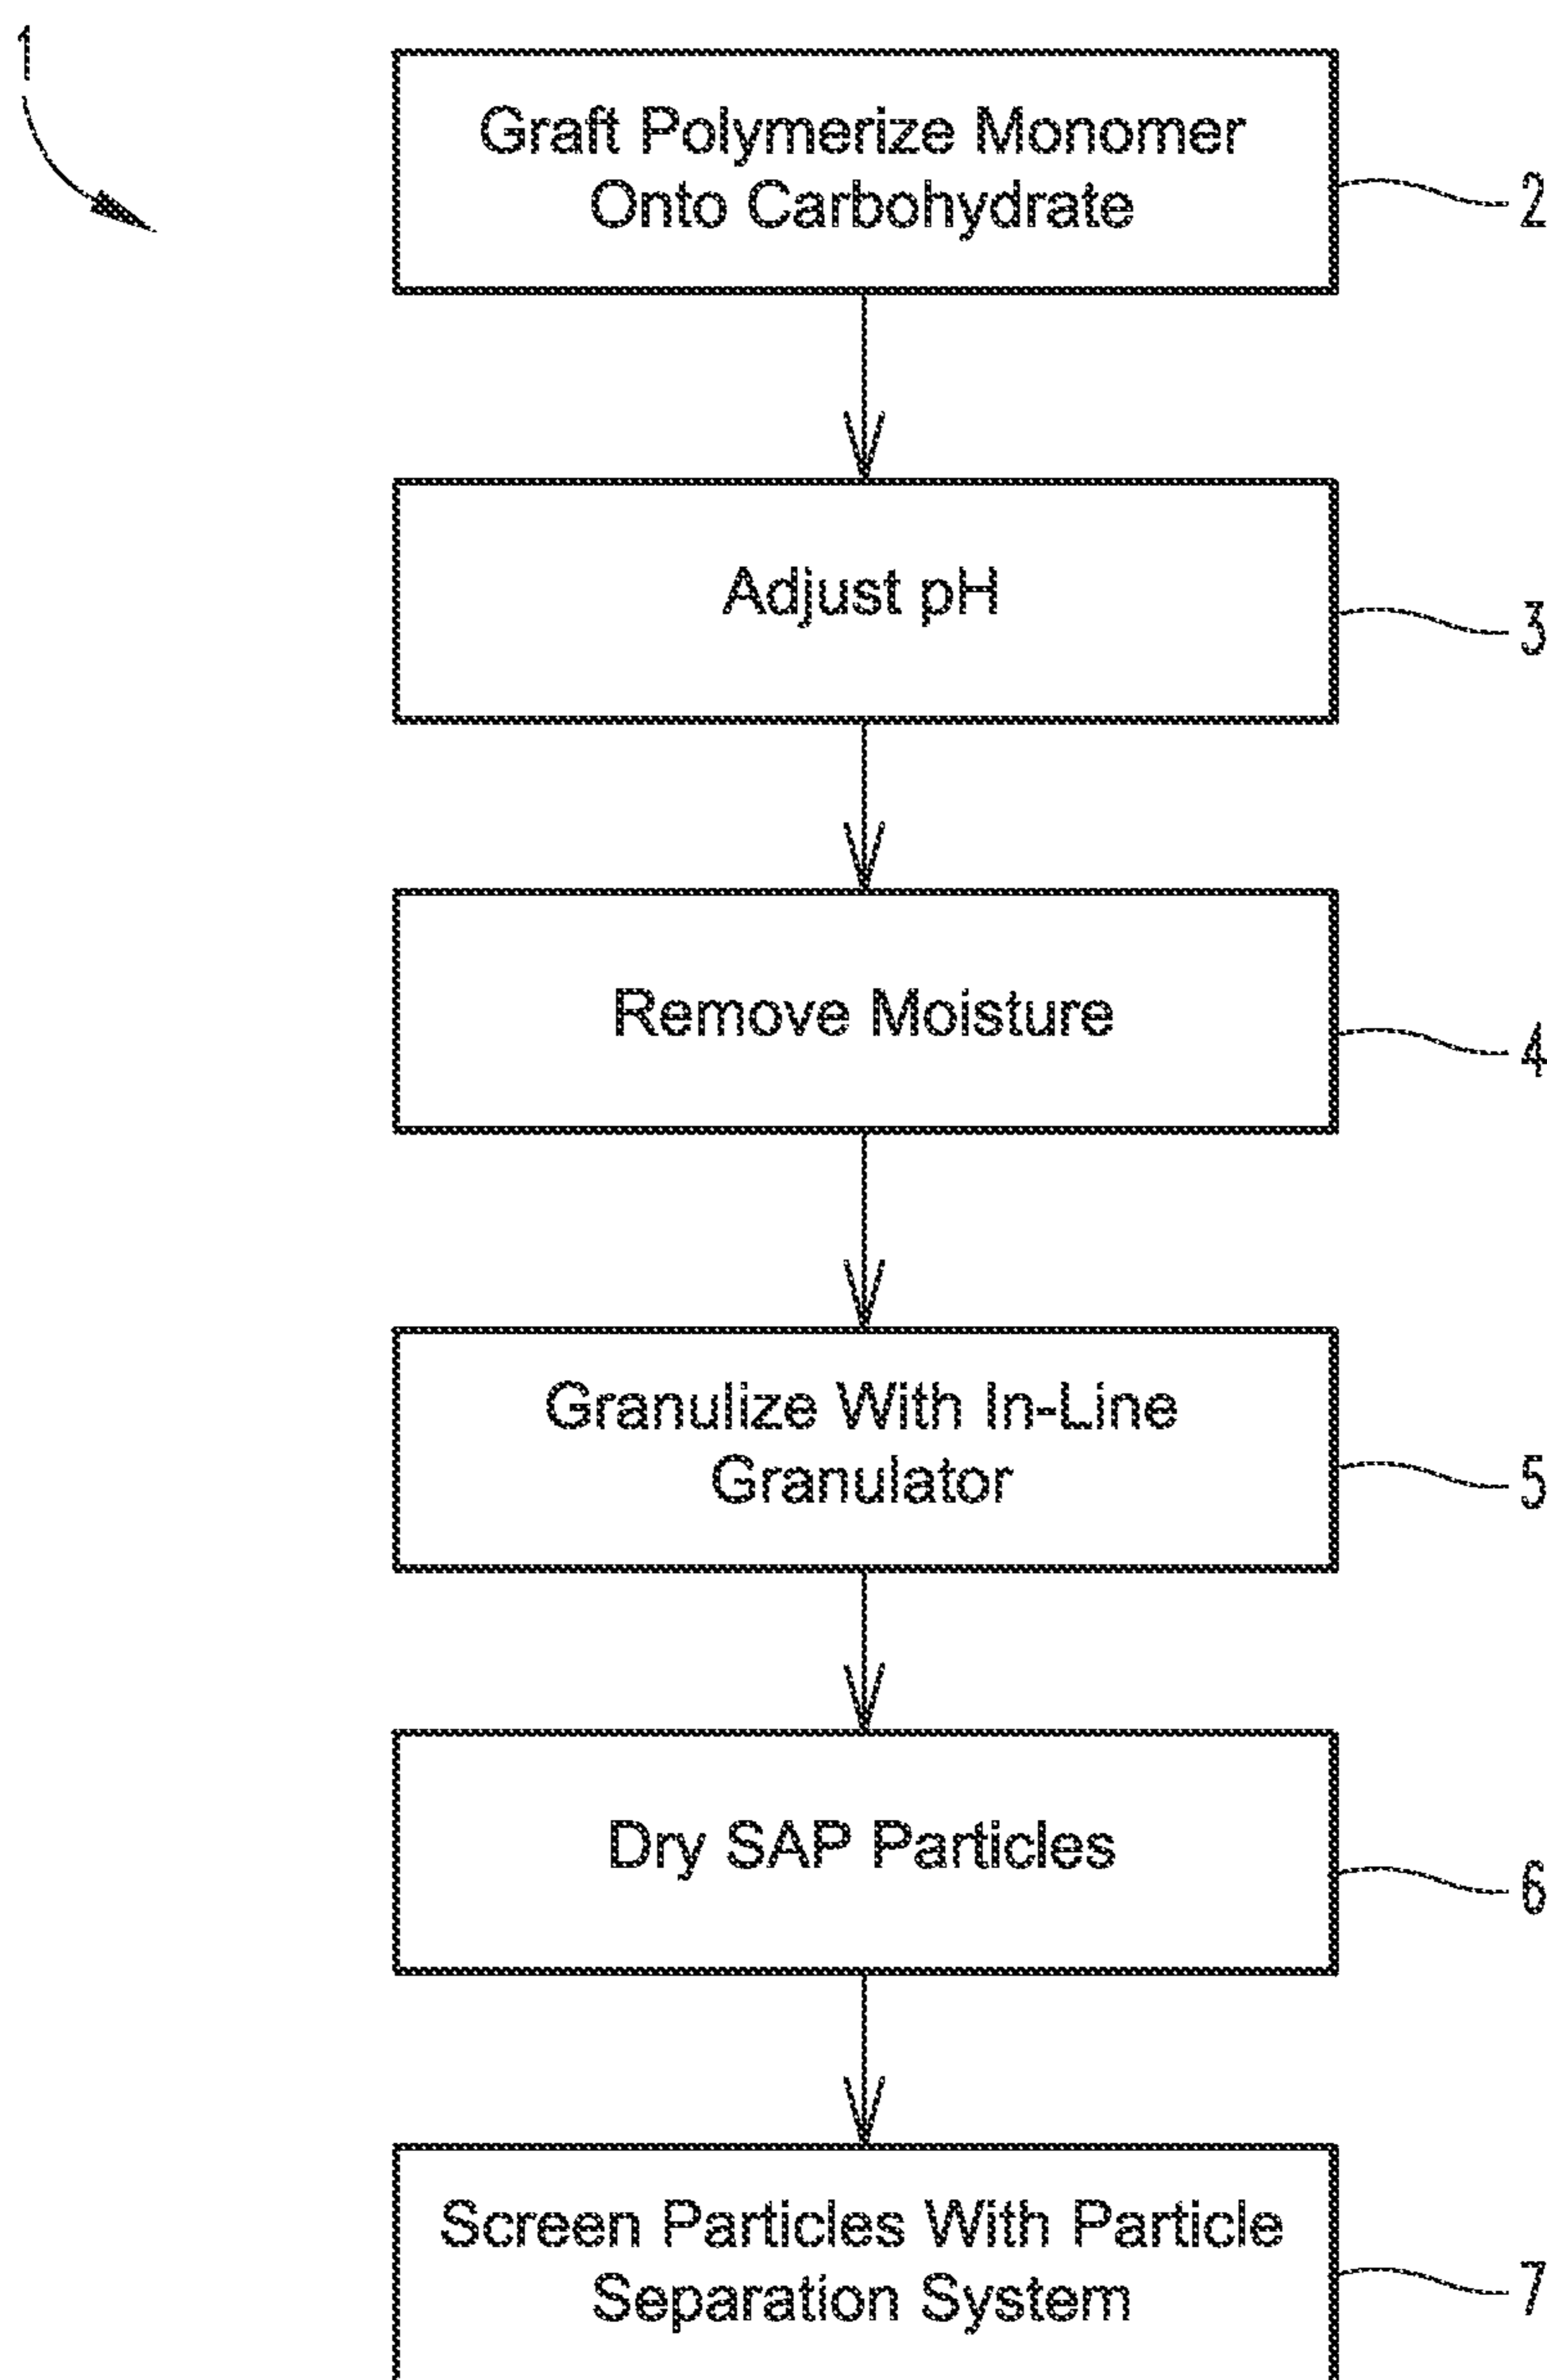 1
Graft Polymerize Monomer
Onto Carbohydrate
2
Adjust pH
3
Remove Moisture
4
Granulize With In-Line
Granulator
5
Dry SAP Particles
6
Screen Particles With Particle
Separation System
7